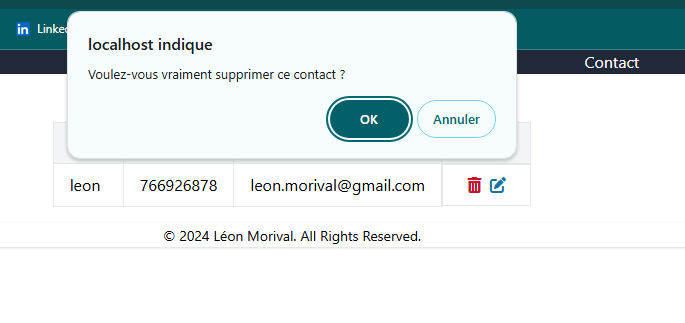 Linked
Contact
localhost indique
Voulez-vous vraiment supprimer ce contact ?
OK Annuler
leon 766926878 leon.morival@gmail.com
© 2024 Léon Morival. All Rights Reserved.